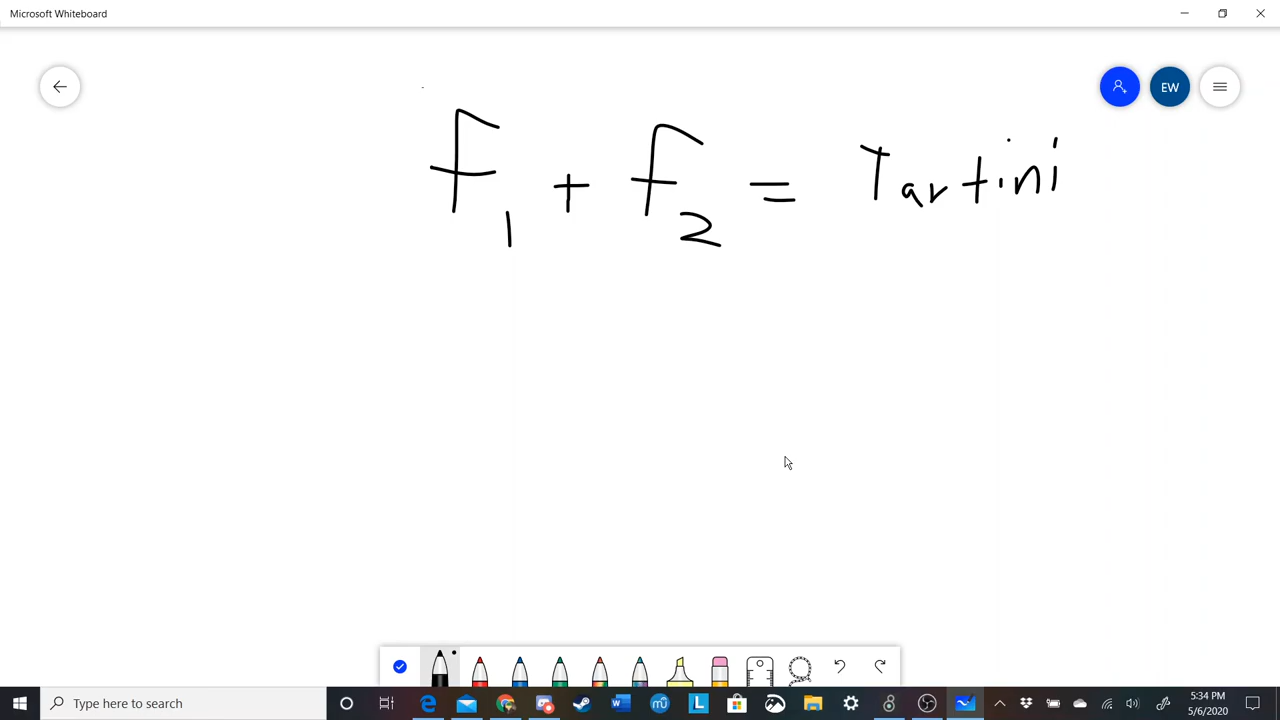 Microsoft Whiteboard
EW
F1 + F2 = Tartini
Type here to search
5:34 PM
5/6/2020